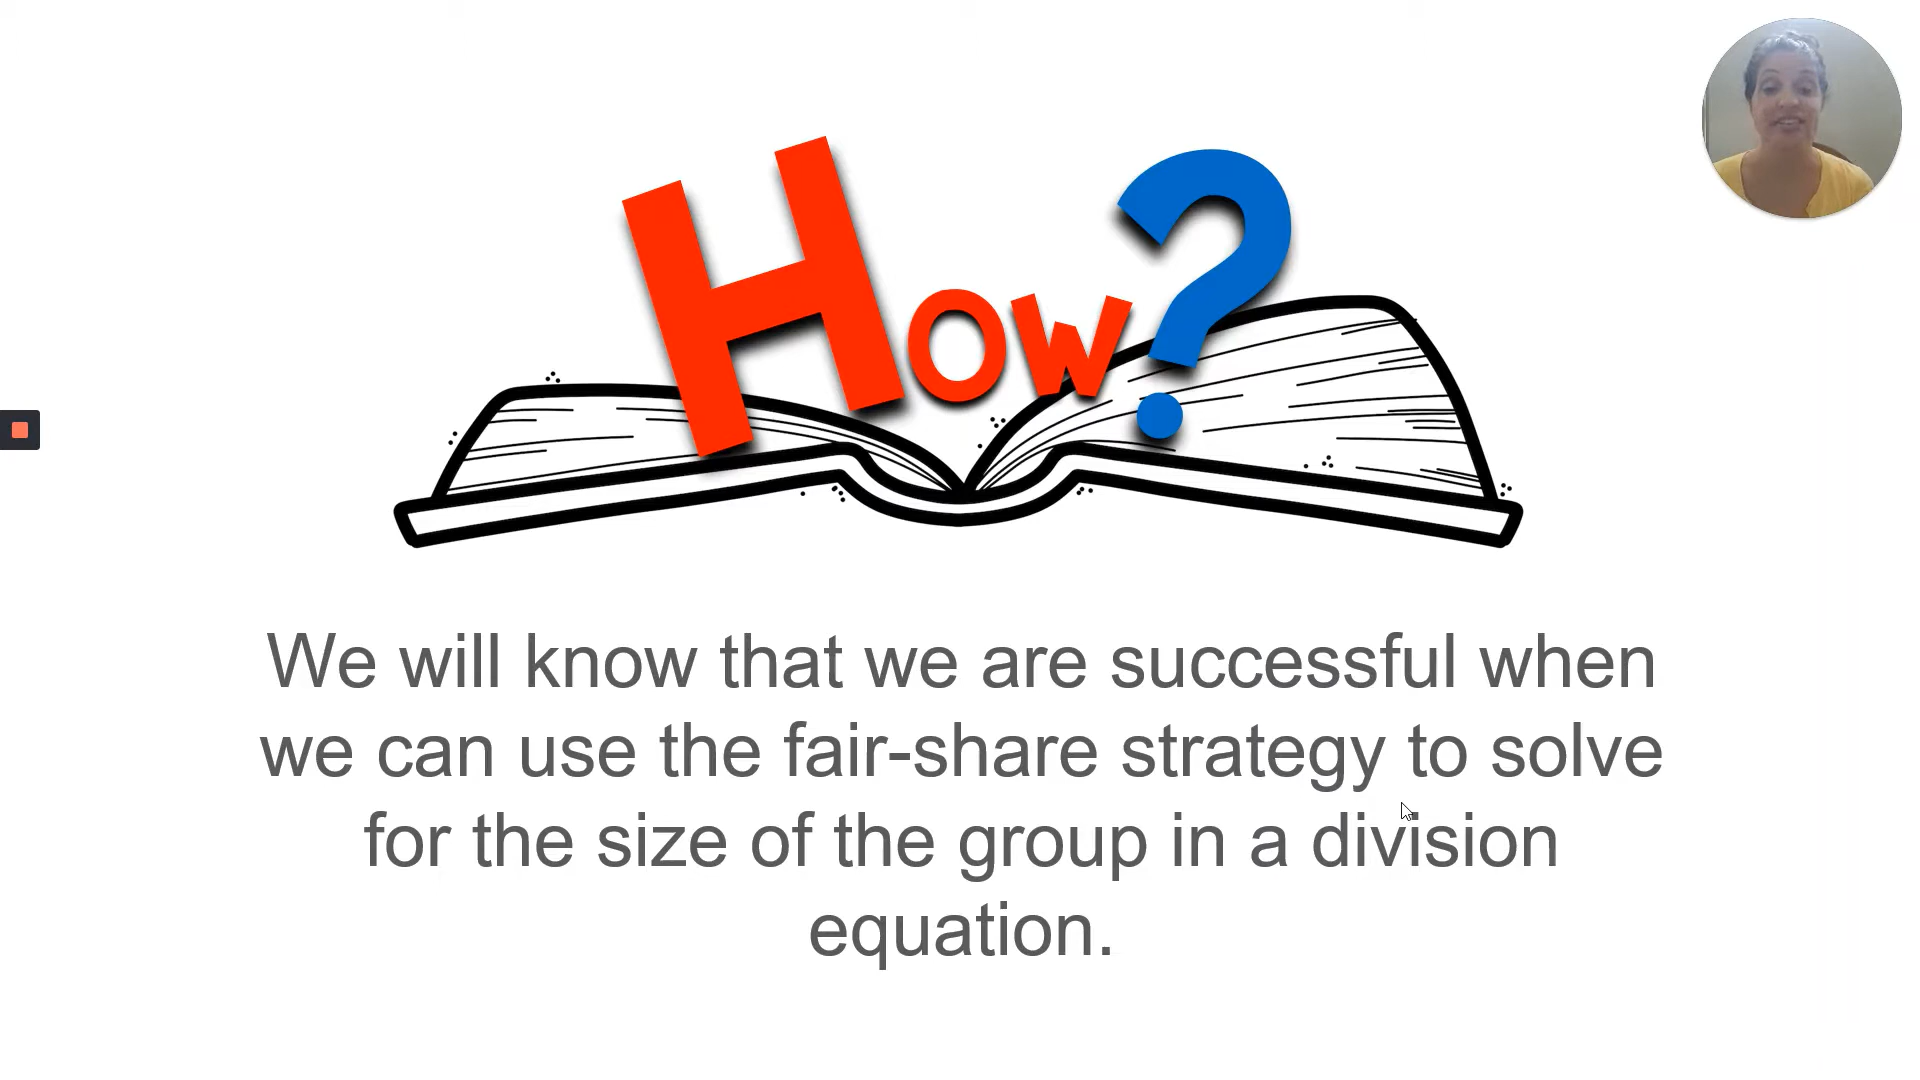 How?
We will know that we are successful when
we can use the fair-share strategy to solve
for the size of the group in a division
equation.